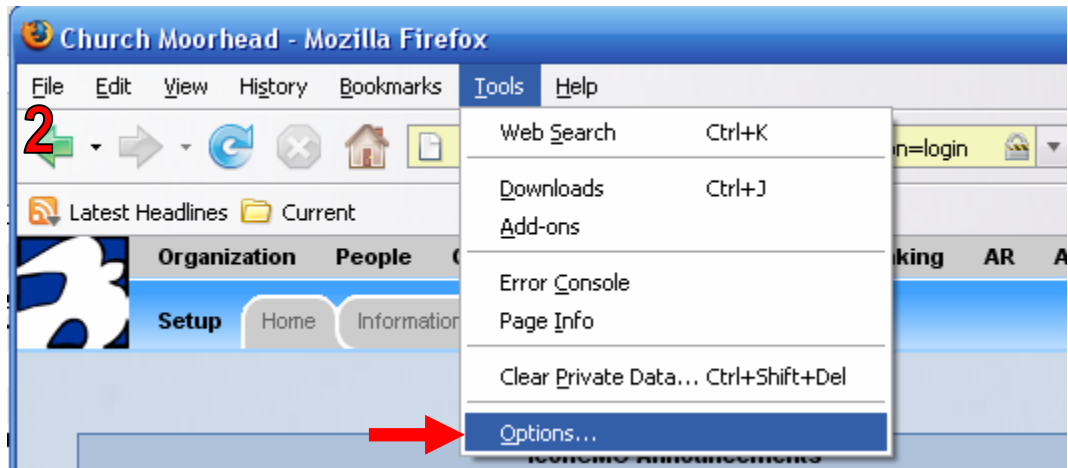 Church Moorhead - Mozilla Firefox
File Edit View History Bookmarks Tools Help
2
Web Search Ctrl+K
n=login
Downloads Ctrl+J
Latest Headlines Current
Add-ons
Organization People king AR A
Error Console
Setup Home Information
Page Info
Clear Private Data... Ctrl+Shift+Del
Options...